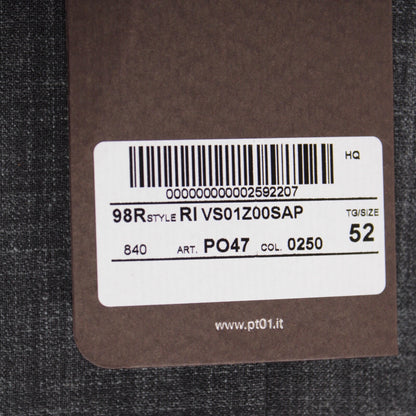 HQ
000000000002592207
98R STYLE RI VS01Z00SAP TG/SIZE
840 ART. PO47 COL. 0250 52
www.pt01.it